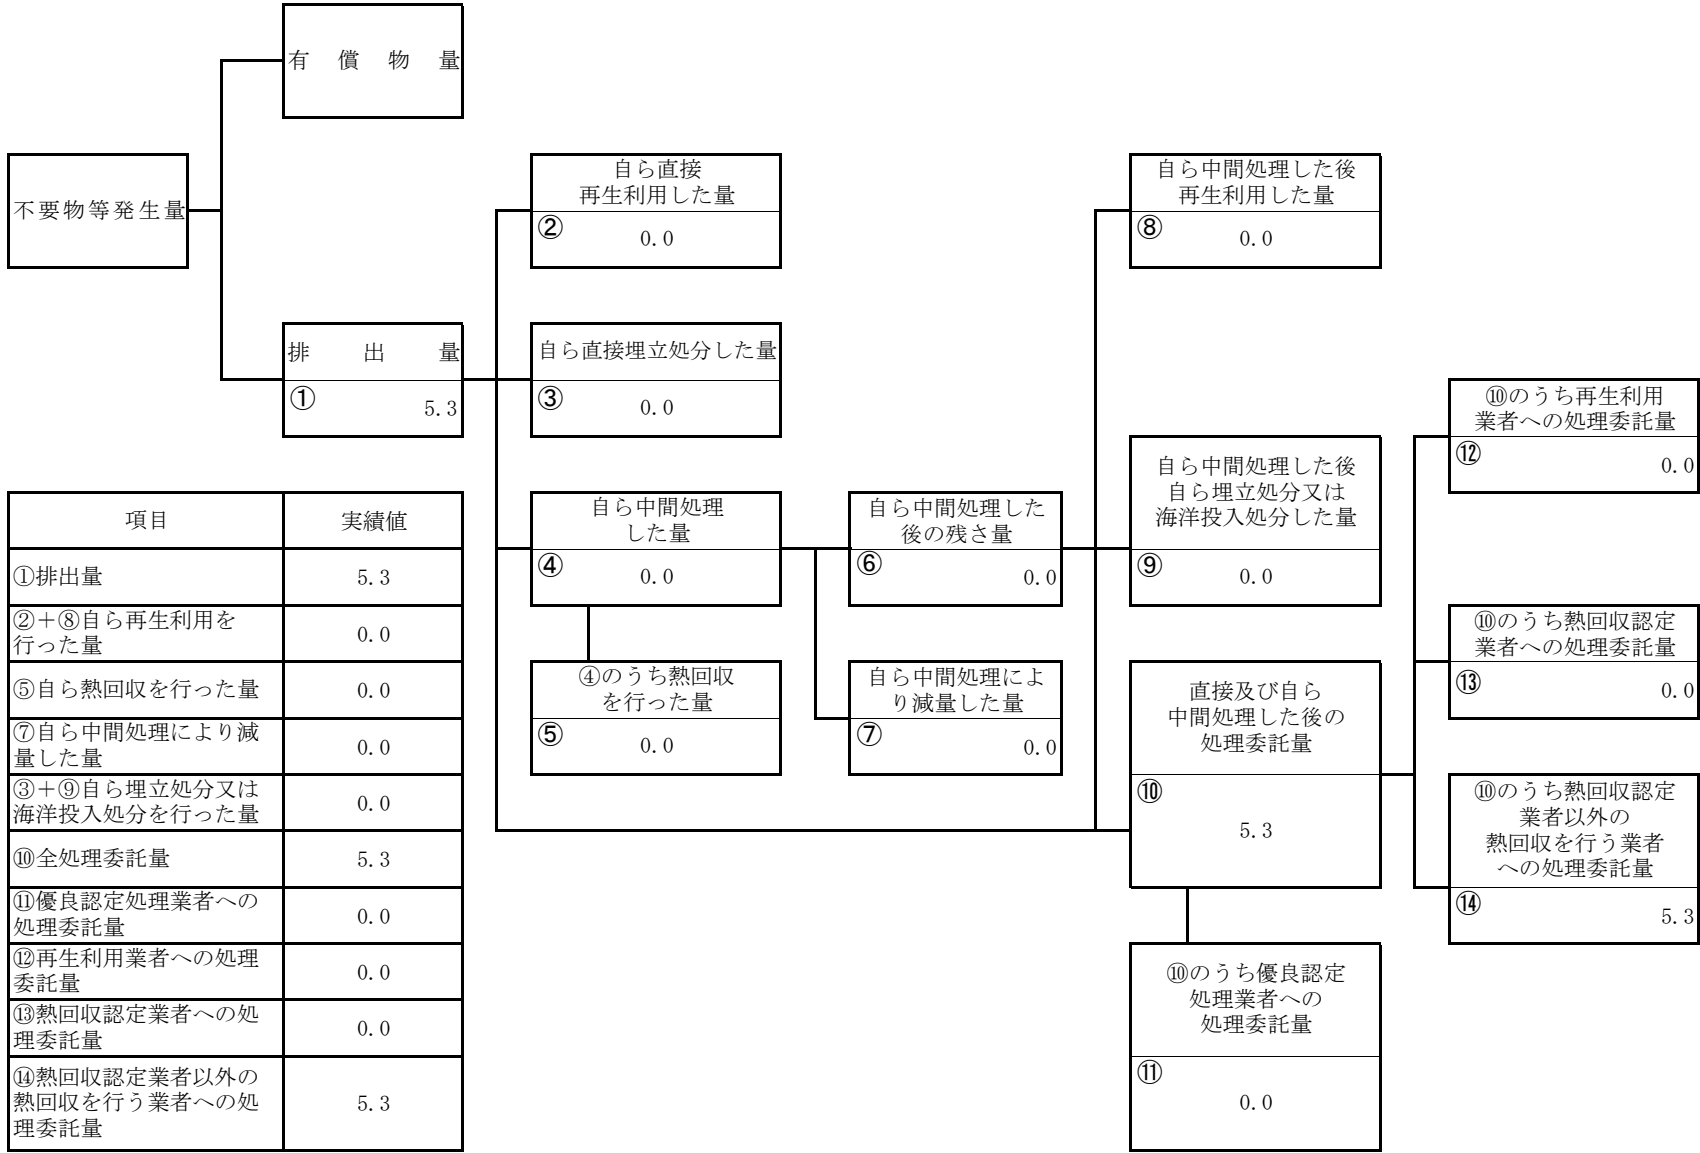 有償物量
不要物等発生量
自ら直接
再生利用した量
②
0.0
自ら中間処理した後
再生利用した量
⑧
0.0
排出量
①
5.3
自ら直接埋立処分した量
③
0.0
⑩のうち再生利用
業者への処理委託量
⑫
0.0
自ら中間処理した後
自ら埋立処分又は
海洋投入処分した量
⑨
0.0
自ら中間処理
した量
④
0.0
自ら中間処理した
後の残さ量
⑥
0.0
⑩のうち熱回収認定
業者への処理委託量
⑬
0.0
④のうち熱回収
を行った量
⑤
0.0
自ら中間処理によ
り減量した量
⑦
0.0
直接及び自ら
中間処理した後の
処理委託量
⑩
5.3
⑩のうち熱回収認定
業者以外の
熱回収を行う業者
への処理委託量
⑭
5.3
⑩のうち優良認定
処理業者への
処理委託量
⑪
0.0
項目 実績値
①排出量 5.3
②＋⑧自ら再生利用を
行った量 0.0
⑤自ら熱回収を行った量 0.0
⑦自ら中間処理により減
量した量 0.0
③＋⑨自ら埋立処分又は
海洋投入処分を行った量 0.0
⑩全処理委託量 5.3
⑪優良認定処理業者への
処理委託量 0.0
⑫再生利用業者への処理
委託量 0.0
⑬熱回収認定業者への処
理委託量 0.0
⑭熱回収認定業者以外の
熱回収を行う業者への処
理委託量 5.3